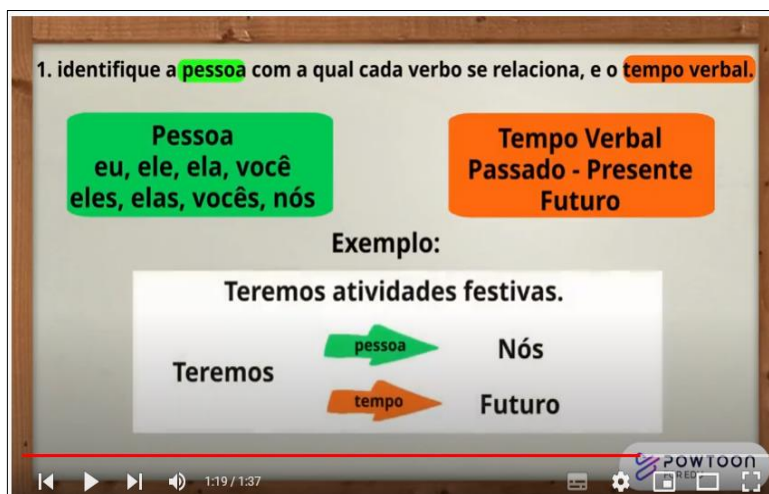 1. identifique a pessoa com a qual cada verbo se relaciona, e o tempo verbal.
Pessoa
eu, ele, ela, você
eles, elas, vocês, nós
Tempo Verbal
Passado - Presente
Futuro
Exemplo:
Teremos atividades festivas.
Teremos
pessoa
Nós
tempo
Futuro
POWTOON
1:19 / 1:37